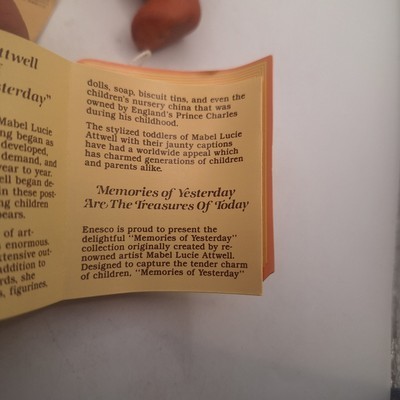 Attwell
sterday"
Mabel Lucie
ng began as
developed,
demand, and
year to year.
ell began de-
in these post-
ng children
pears.
of art-
enormous.
xtensive out-
addition to
rds, she
s, figurines.
dolls, soap, biscuit tins, and even the
children's nursery china that was
owned by England's Prince Charles
during his childhood.
The stylized toddlers of Mabel Lucie
Attwell with their jaunty captions
have had a worldwide appeal which
has charmed generations of children
and parents alike.
Memories of Yesterday
Are The Treasures Of Today
Enesco is proud to present the
delightful "Memories of Yesterday"
collection originally created by re-
nowned artist Mabel Lucie Attwell.
Designed to capture the tender charm
of children, "Memories of Yesterday"